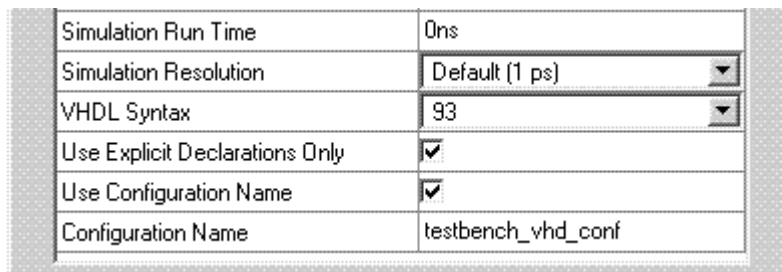 Simulation Run Time 0ns
Simulation Resolution Default (1 ps)
VHDL Syntax 93
Use Explicit Declarations Only
Use Configuration Name
Configuration Name testbench_vhd_conf